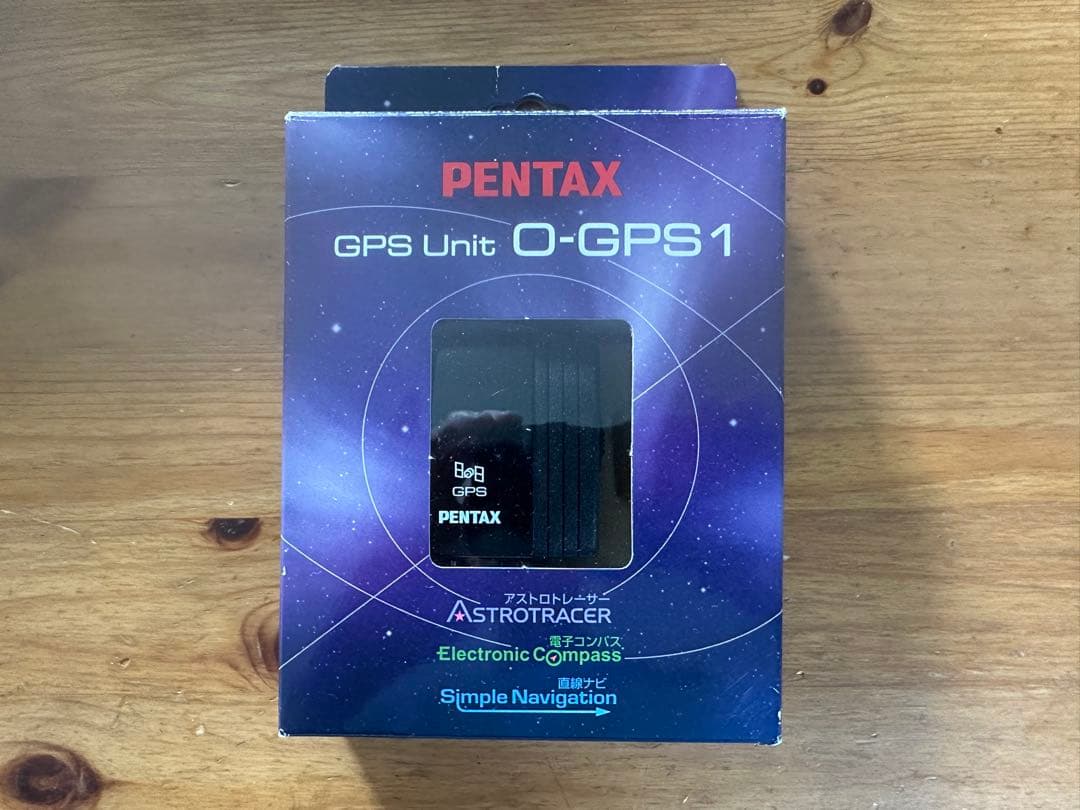 PENTAX
GPS Unit O-GPS1
GPS
PENTAX
アストロトレーサー
ASTROTRACER
電子コンパス
Electronic Compass
直線ナビ
Simple Navigation